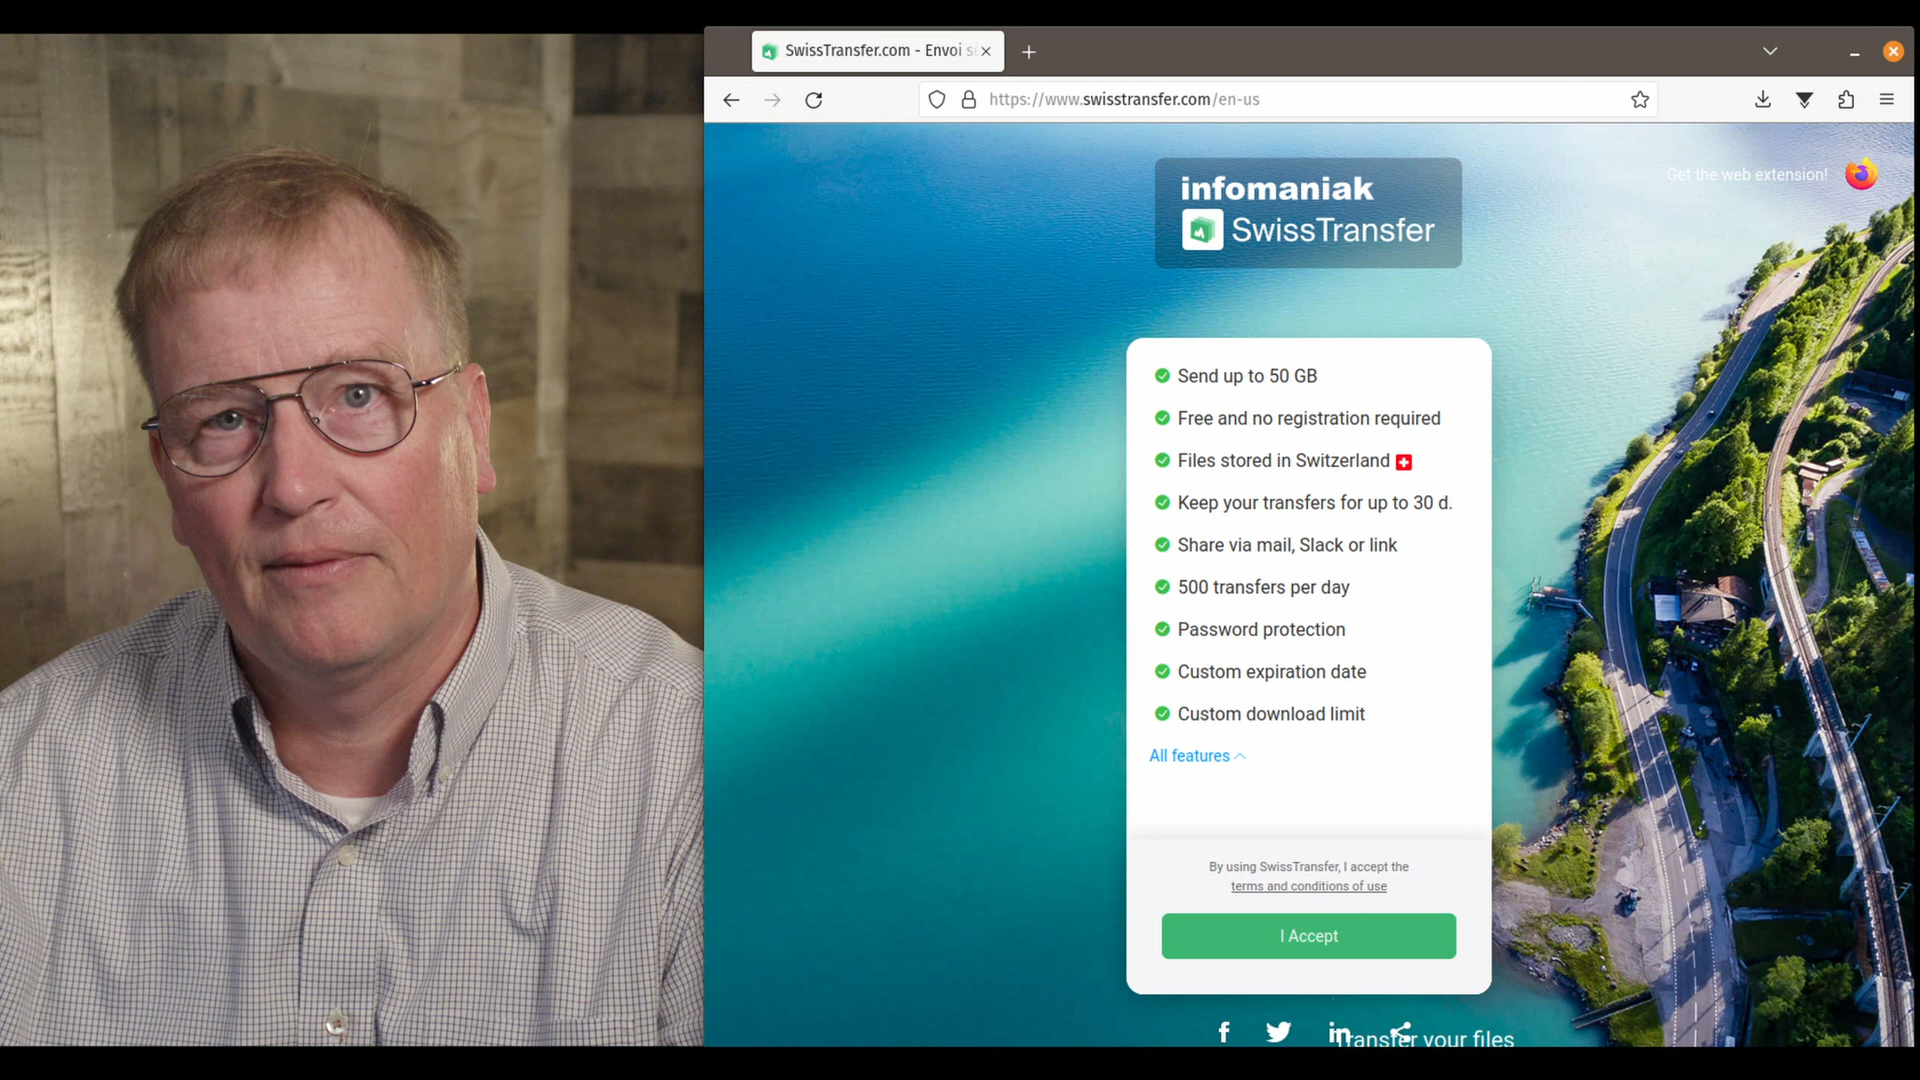 SwissTransfer.com - Envoi s
https://www.swisstransfer.com/en-us
Get the web extension!
infomaniak
SwissTransfer
Send up to 50 GB
Free and no registration required
Files stored in Switzerland
Keep your transfers for up to 30 d.
Share via mail, Slack or link
500 transfers per day
Password protection
Custom expiration date
Custom download limit
All features
By using SwissTransfer, I accept the
terms and conditions of use
I Accept
Transfer your files